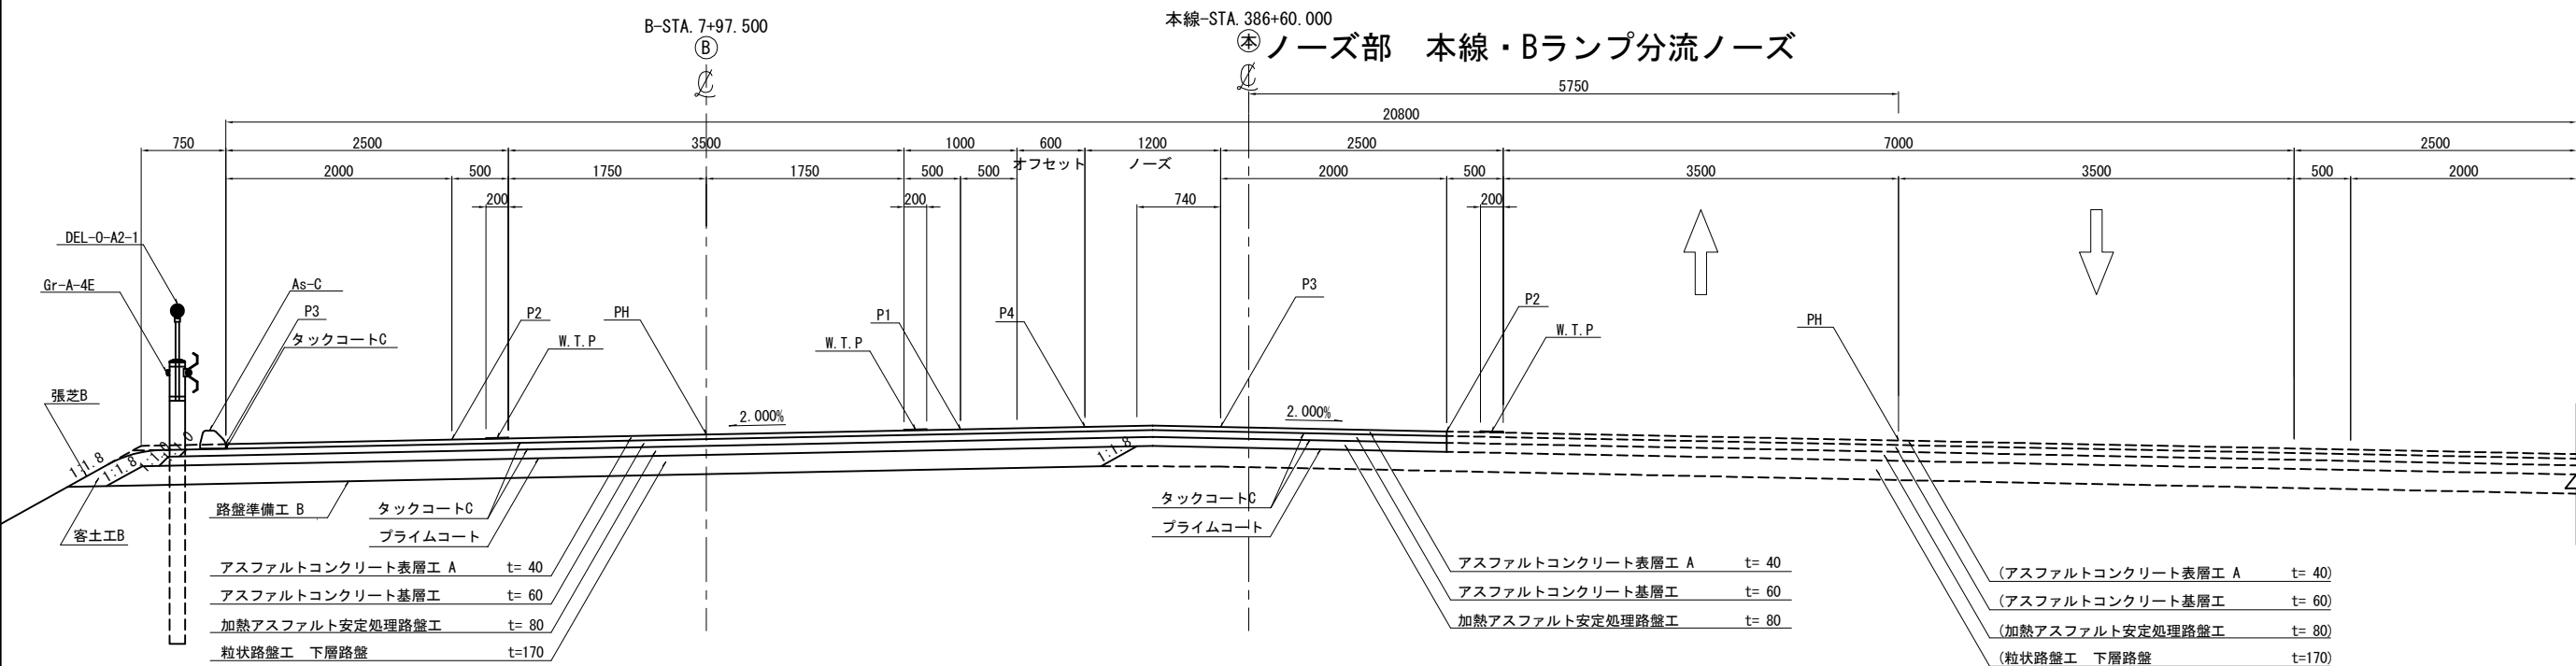 B-STA. 7+97.500
B
本線-STA. 386+60.000
本
ノーズ部　本線・Bランプ分流ノーズ
5750
20800
750
2500
3500
1000
600
1200
2500
7000
2500
オフセット
ノーズ
2000
500
1750
1750
500
500
2000
500
3500
3500
500
2000
200
200
740
200
DEL-O-A2-1
Gr-A-4E
As-C
P3
タックコートC
P2
W.T.P
PH
W.T.P
P1
P4
P3
P2
W.T.P
PH
張芝B
2.000%
2.000%
1:1.8
1:1.8
1:1.0
1:1.0
1:1.8
客土工B
路盤準備工 B
タックコートC
プライムコート
タックコートC
プライムコート
アスファルトコンクリート表層工 A t= 40
アスファルトコンクリート基層工 t= 60
加熱アスファルト安定処理路盤工 t= 80
粒状路盤工　下層路盤 t=170
アスファルトコンクリート表層工 A t= 40
アスファルトコンクリート基層工 t= 60
加熱アスファルト安定処理路盤工 t= 80
(アスファルトコンクリート表層工 A t= 40)
(アスファルトコンクリート基層工 t= 60)
(加熱アスファルト安定処理路盤工 t= 80)
(粒状路盤工　下層路盤 t=170)